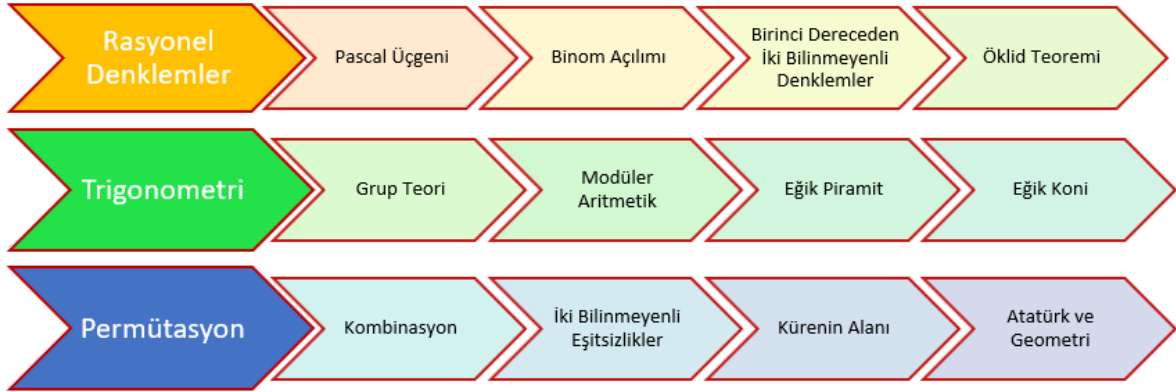 Rasyonel
Denklemler
Pascal Üçgeni
Binom Açılımı
Birinci Dereceden
İki Bilinmeyenli
Denklemler
Öklid Teoremi
Trigonometri
Grup Teori
Modüler
Aritmetik
Eğik Piramit
Eğik Koni
Permütasyon
Kombinasyon
İki Bilinmeyenli
Eşitsizlikler
Kürenin Alanı
Atatürk ve
Geometri